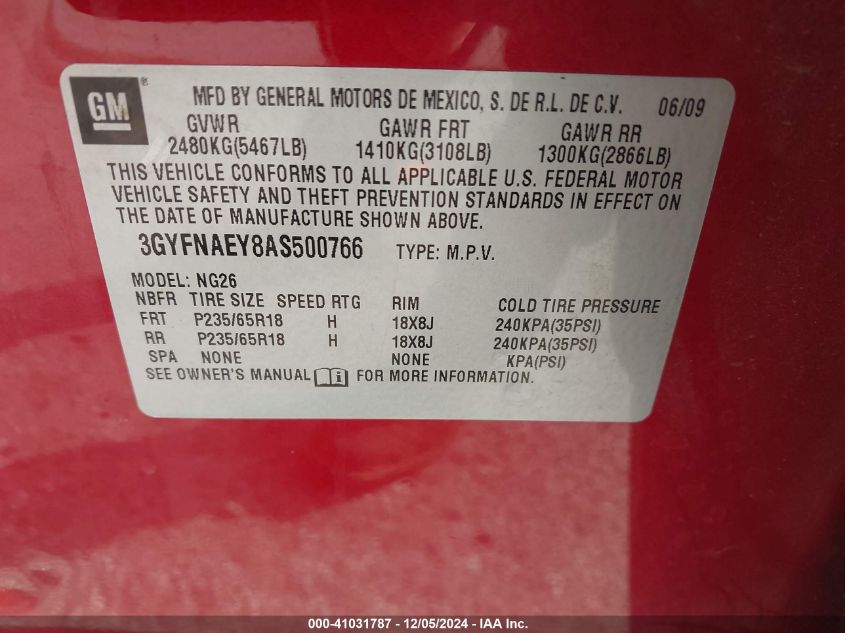 GM®
MFD BY GENERAL MOTORS DE MEXICO, S. DE R.L. DE C.V. 06/09
GVWR GAWR FRT GAWR RR
2480KG(5467LB) 1410KG(3108LB) 1300KG(2866LB)
THIS VEHICLE CONFORMS TO ALL APPLICABLE U.S. FEDERAL MOTOR
VEHICLE SAFETY AND THEFT PREVENTION STANDARDS IN EFFECT ON
THE DATE OF MANUFACTURE SHOWN ABOVE.
3GYFNAEY8AS500766 TYPE: M.P.V.
MODEL: NG26
NBFR TIRE SIZE SPEED RTG RIM COLD TIRE PRESSURE
FRT P235/65R18 H 18X8J 240KPA(35PSI)
RR P235/65R18 H 18X8J 240KPA(35PSI)
SPA NONE NONE KPA(PSI)
SEE OWNER'S MANUAL i FOR MORE INFORMATION.
000-41031787 - 12/05/2024 - IAA Inc.